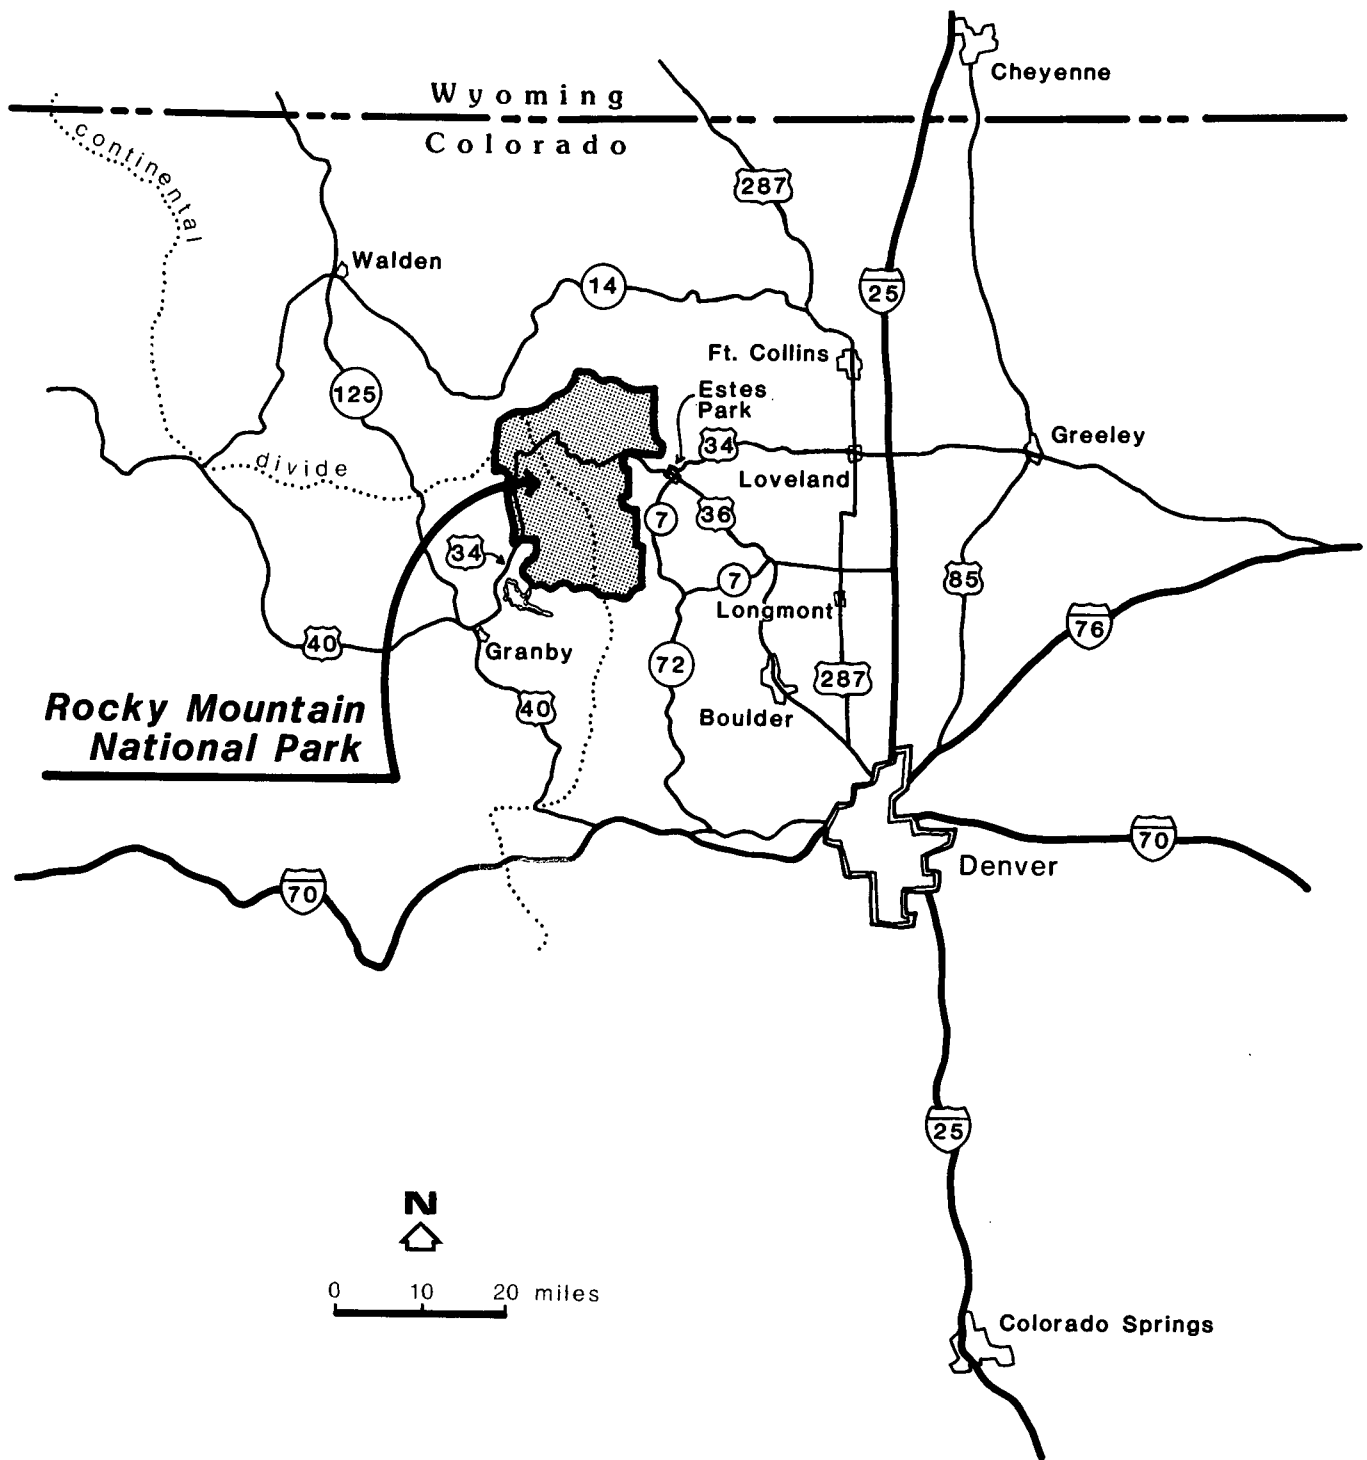 Cheyenne
Wyoming
Colorado
continental
287
Walden
14
25
Ft. Collins
Estes
Park
125
34
Greeley
divide
Loveland
7
36
34
7
85
Longmont
76
40
Granby
72
287
Rocky Mountain
National Park
40
Boulder
70
Denver
70
25
N
0 10 20 miles
Colorado Springs